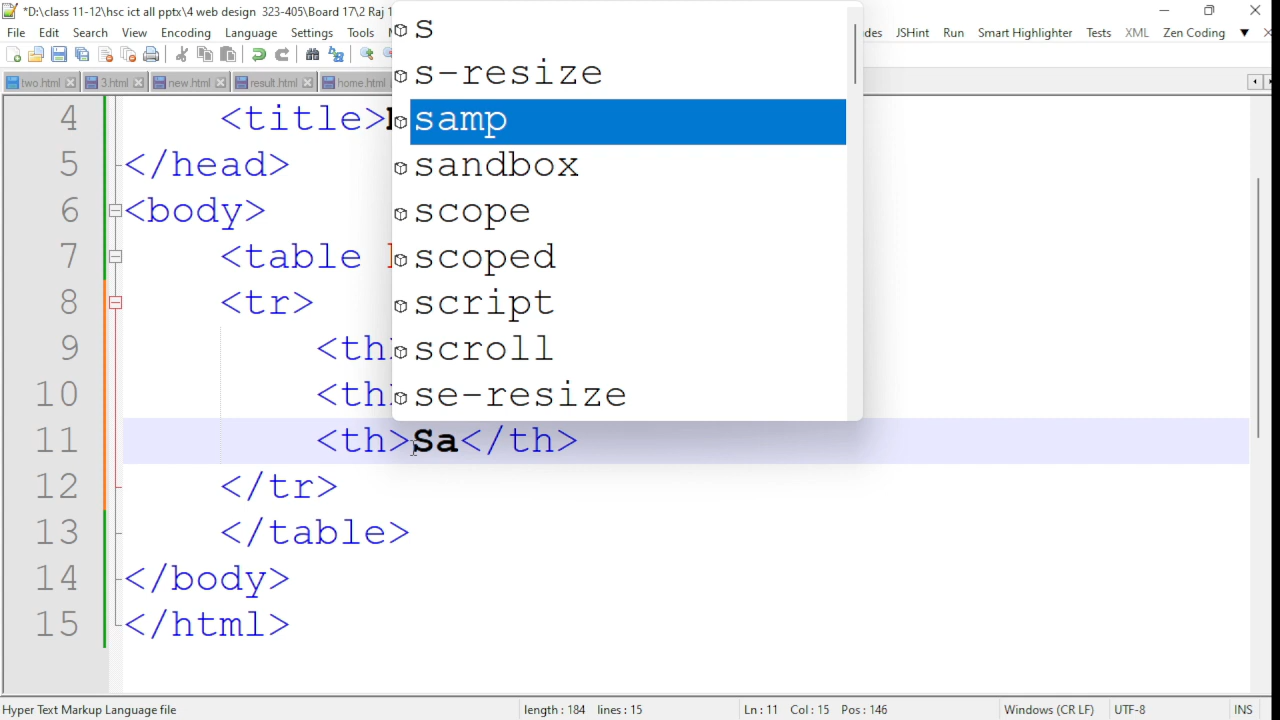 *D:\class 11-12\hsc ict all pptx\4 web design 323-405\Board 17\2 Raj 1
File Edit Search View Encoding Language Settings Tools JSHint Run Smart Highlighter Tests XML Zen Coding
two.html 3.html new.html result.html home.html
s
s-resize
samp
sandbox
scope
scoped
script
scroll
se-resize
4 <title>
5 </head>
6 <body>
7 <table
8 <tr>
9 <th
10 <th
11 <th>Sa</th>
12 </tr>
13 </table>
14 </body>
15 </html>
Hyper Text Markup Language file length : 184 lines : 15 Ln : 11 Col : 15 Pos : 146 Windows (CR LF) UTF-8 INS